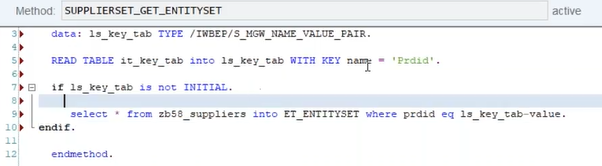 Method: SUPPLIERSET_GET_ENTITYSET active
3 data: ls_key_tab TYPE /IWBEP/S_MGW_NAME_VALUE_PAIR.
4
5 READ TABLE it_key_tab into ls_key_tab WITH KEY name = 'Prdid'.
6
7 if ls_key_tab is not INITIAL.
8
9 select * from zb58_suppliers into ET_ENTITYSET where prdid eq ls_key_tab-value.
10 endif.
11
12 endmethod.